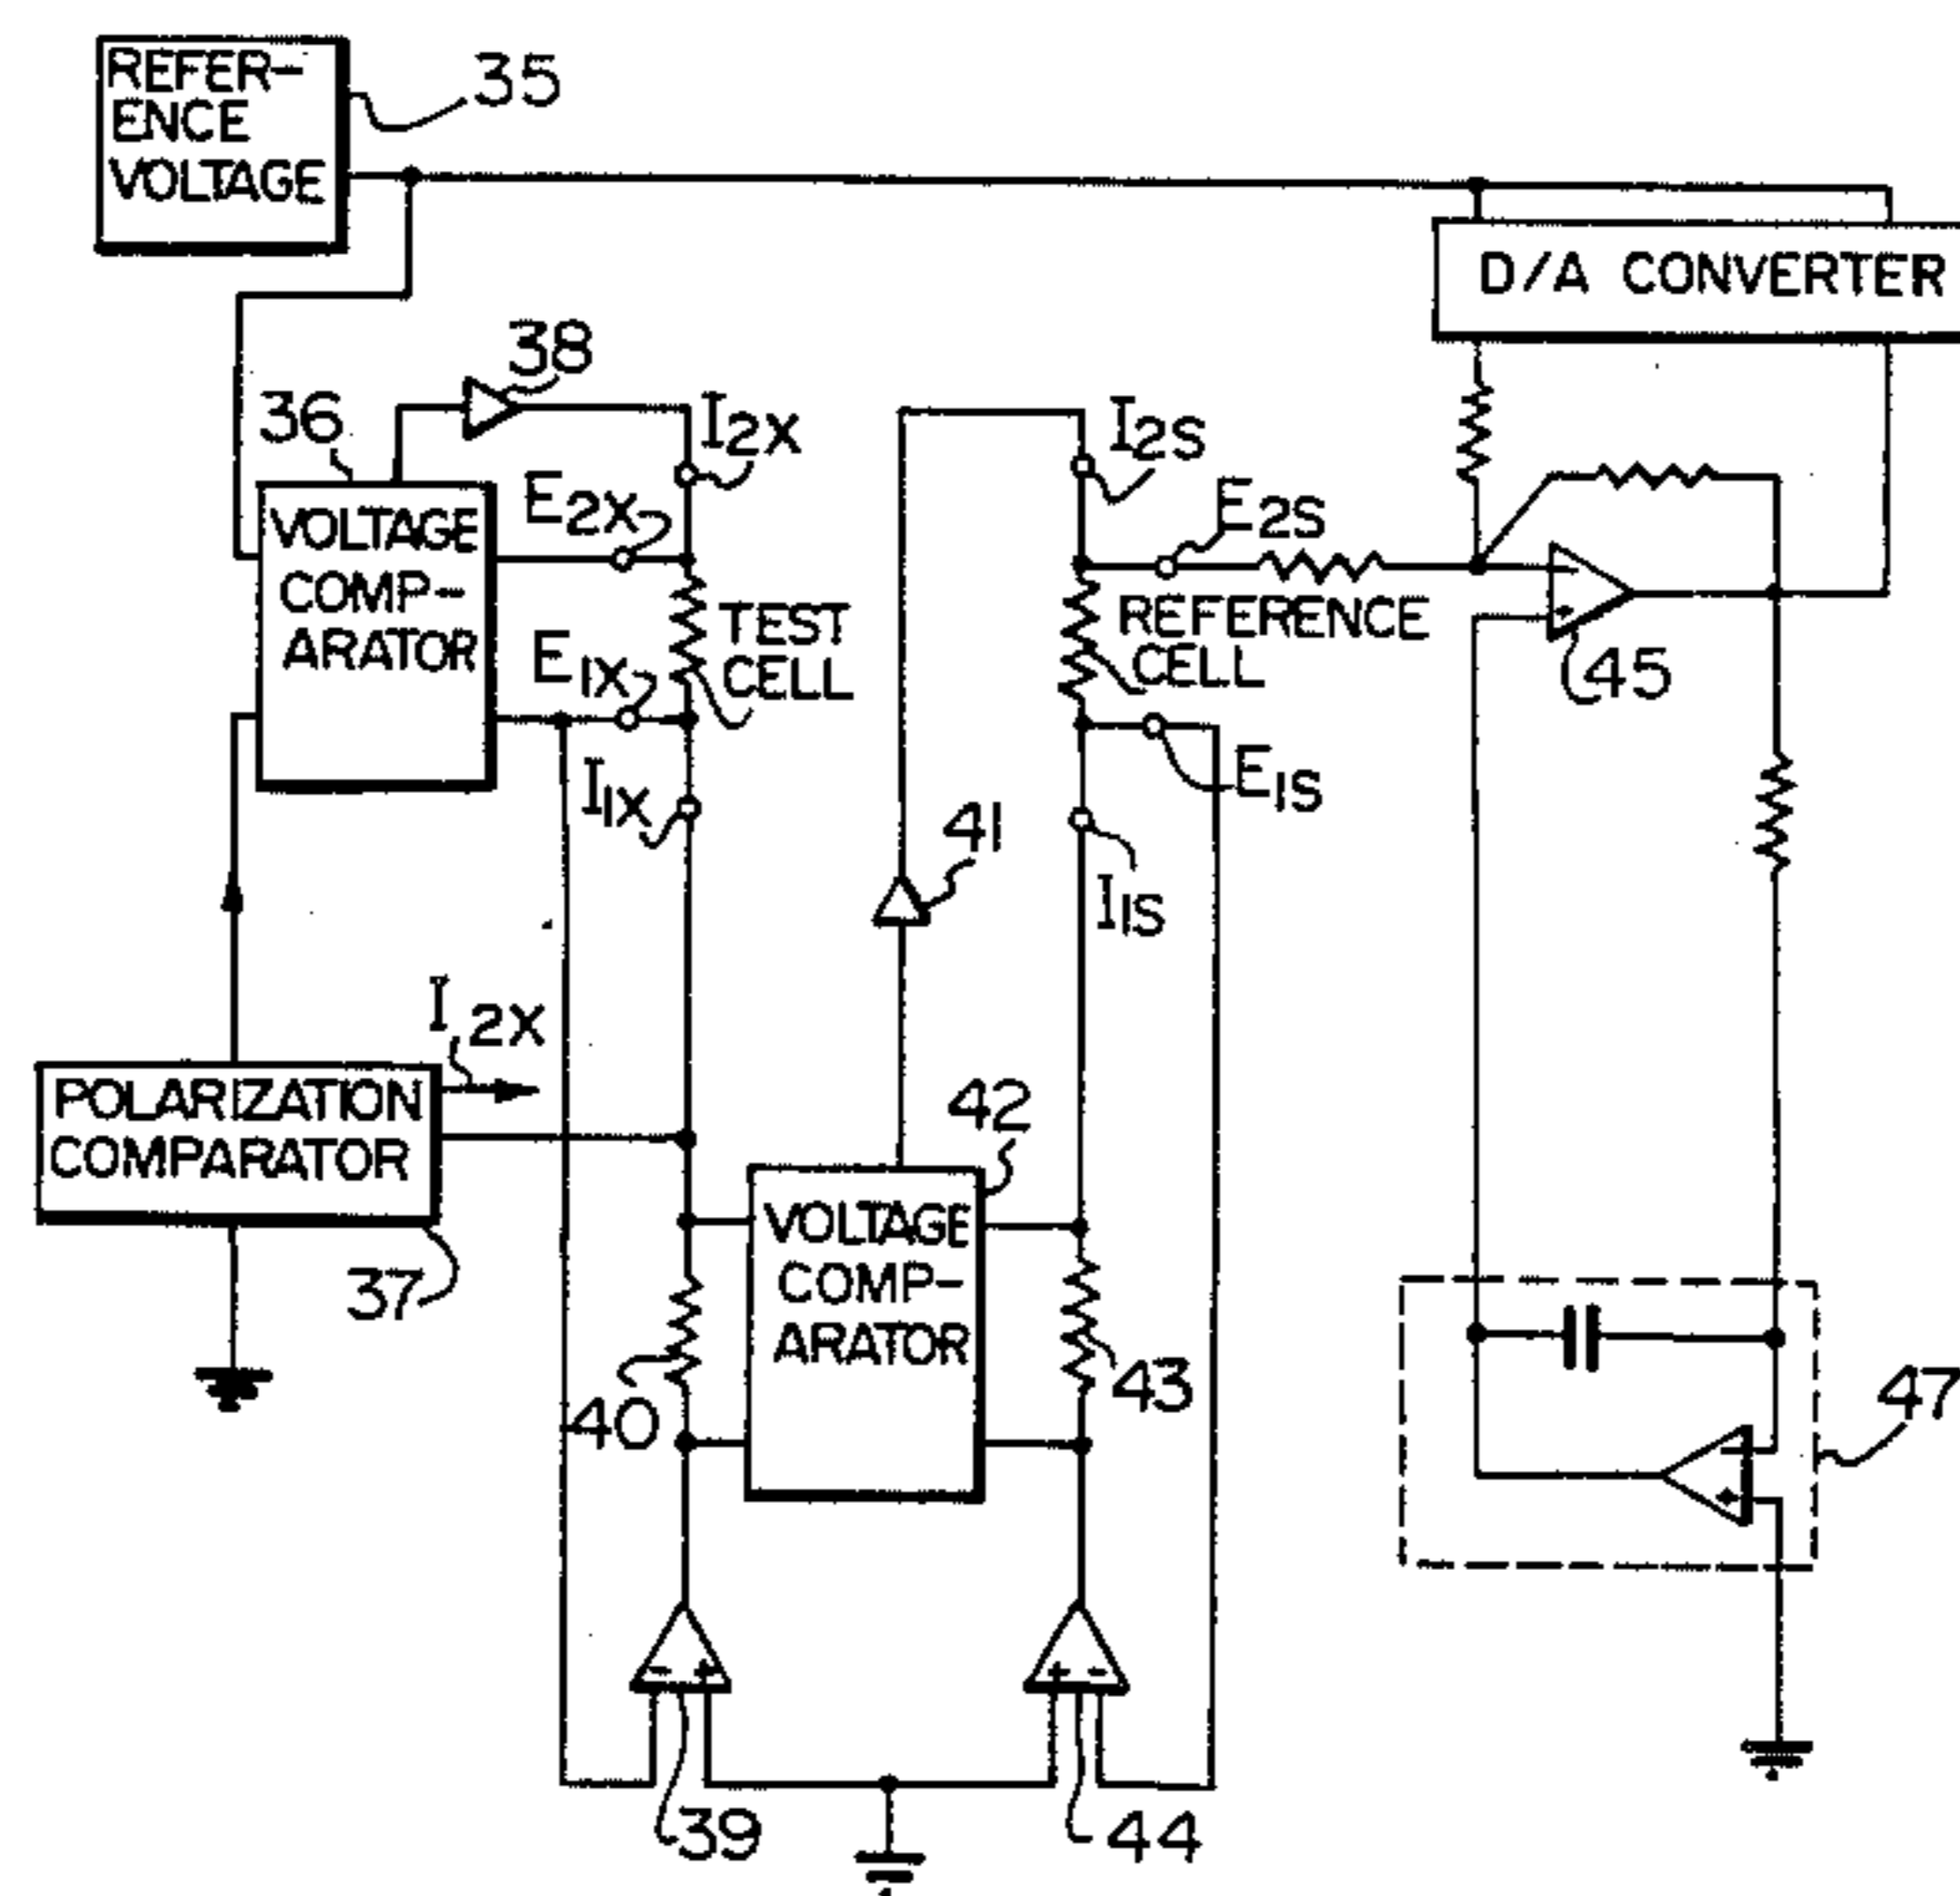 REFER-
ENCE
VOLTAGE
35
D/A CONVERTER
38
36
I2X
I2S
E2X
E2S
VOLTAGE
COMP-
ARATOR
TEST
CELL
REFERENCE
CELL
45
E1X
E1S
I1X
41
I1S
I2X
POLARIZATION
COMPARATOR
42
VOLTAGE
COMP-
ARATOR
37
40
43
47
39
44
- +
+ -
-
+
-
+